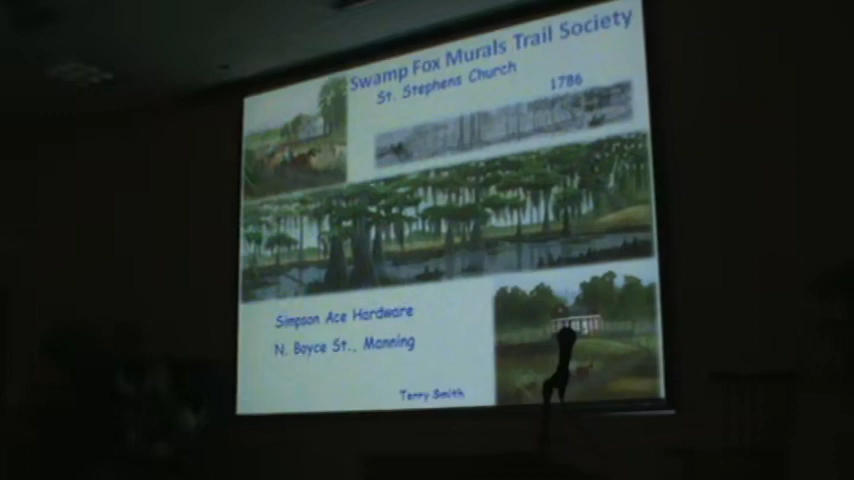 Swamp Fox Murals Trail Society
St. Stephens Church 1786
Simpson Ace Hardware
N. Boyce St., Manning
Terry Smith